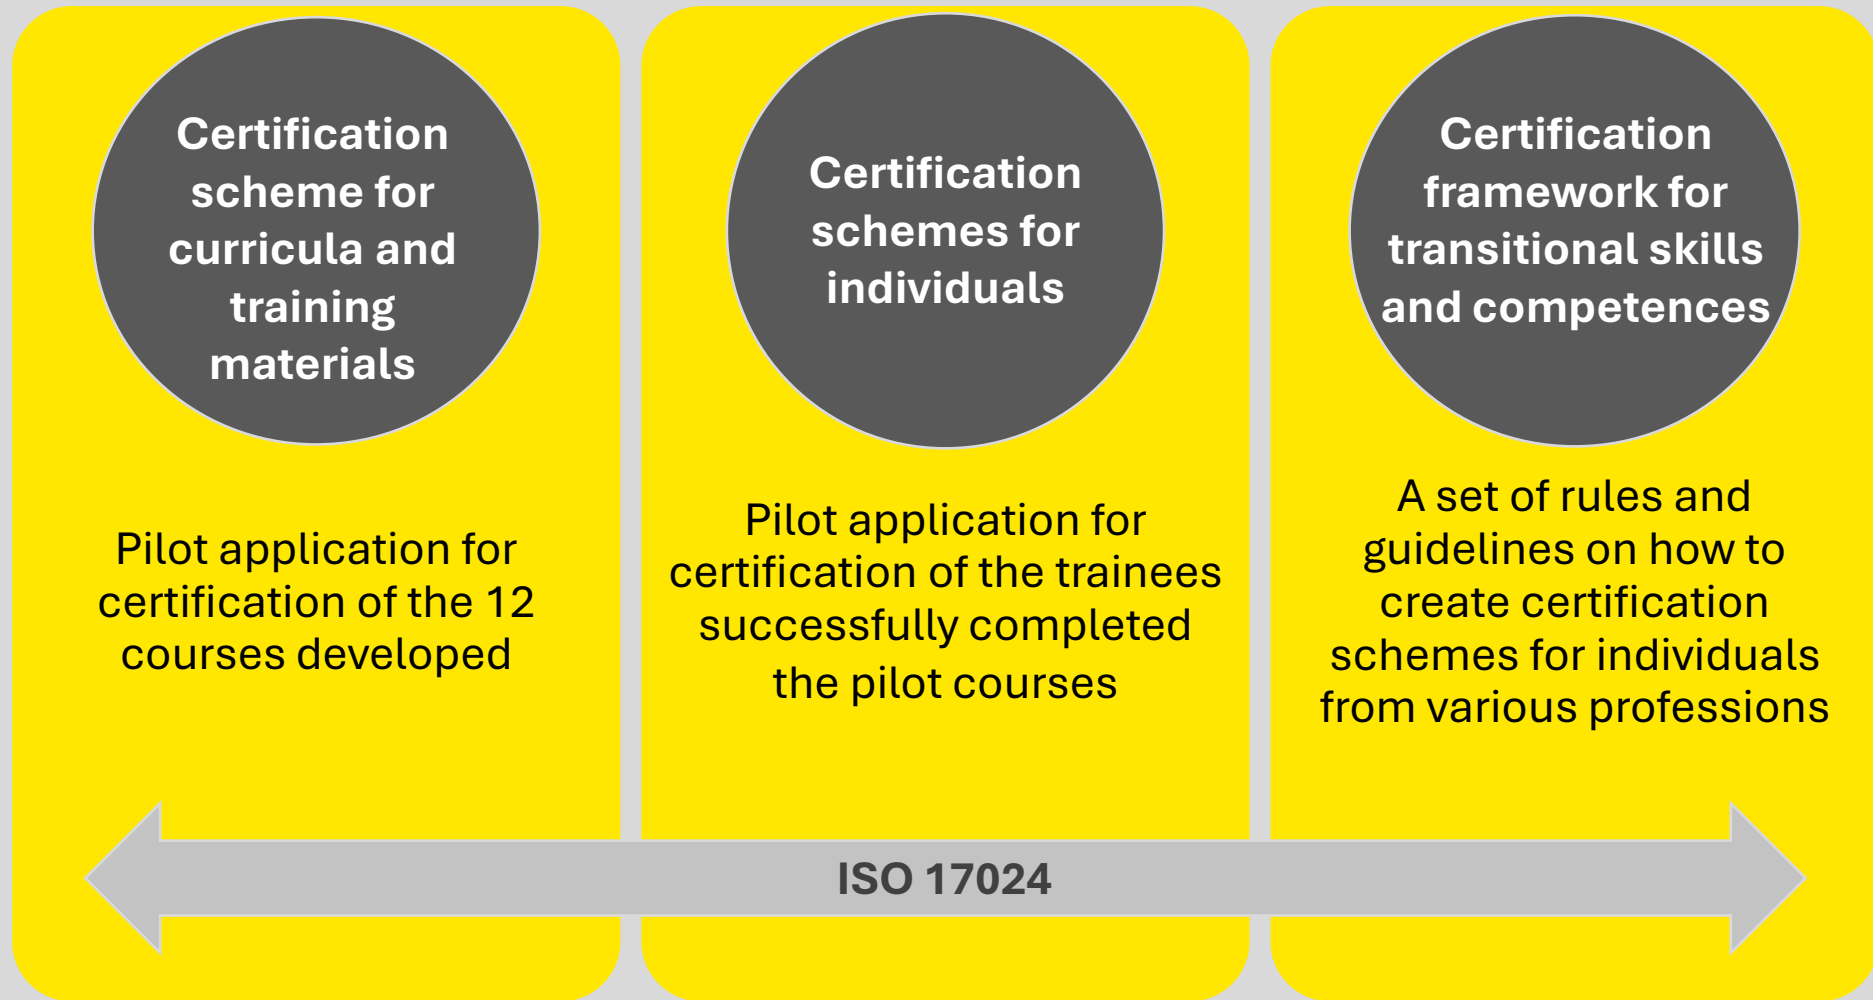 Certification
scheme for
curricula and
training
materials
Pilot application for
certification of the 12
courses developed
Certification
schemes for
individuals
Pilot application for
certification of the trainees
successfully completed
the pilot courses
Certification
framework for
transitional skills
and competences
A set of rules and
guidelines on how to
create certification
schemes for individuals
from various professions
ISO 17024